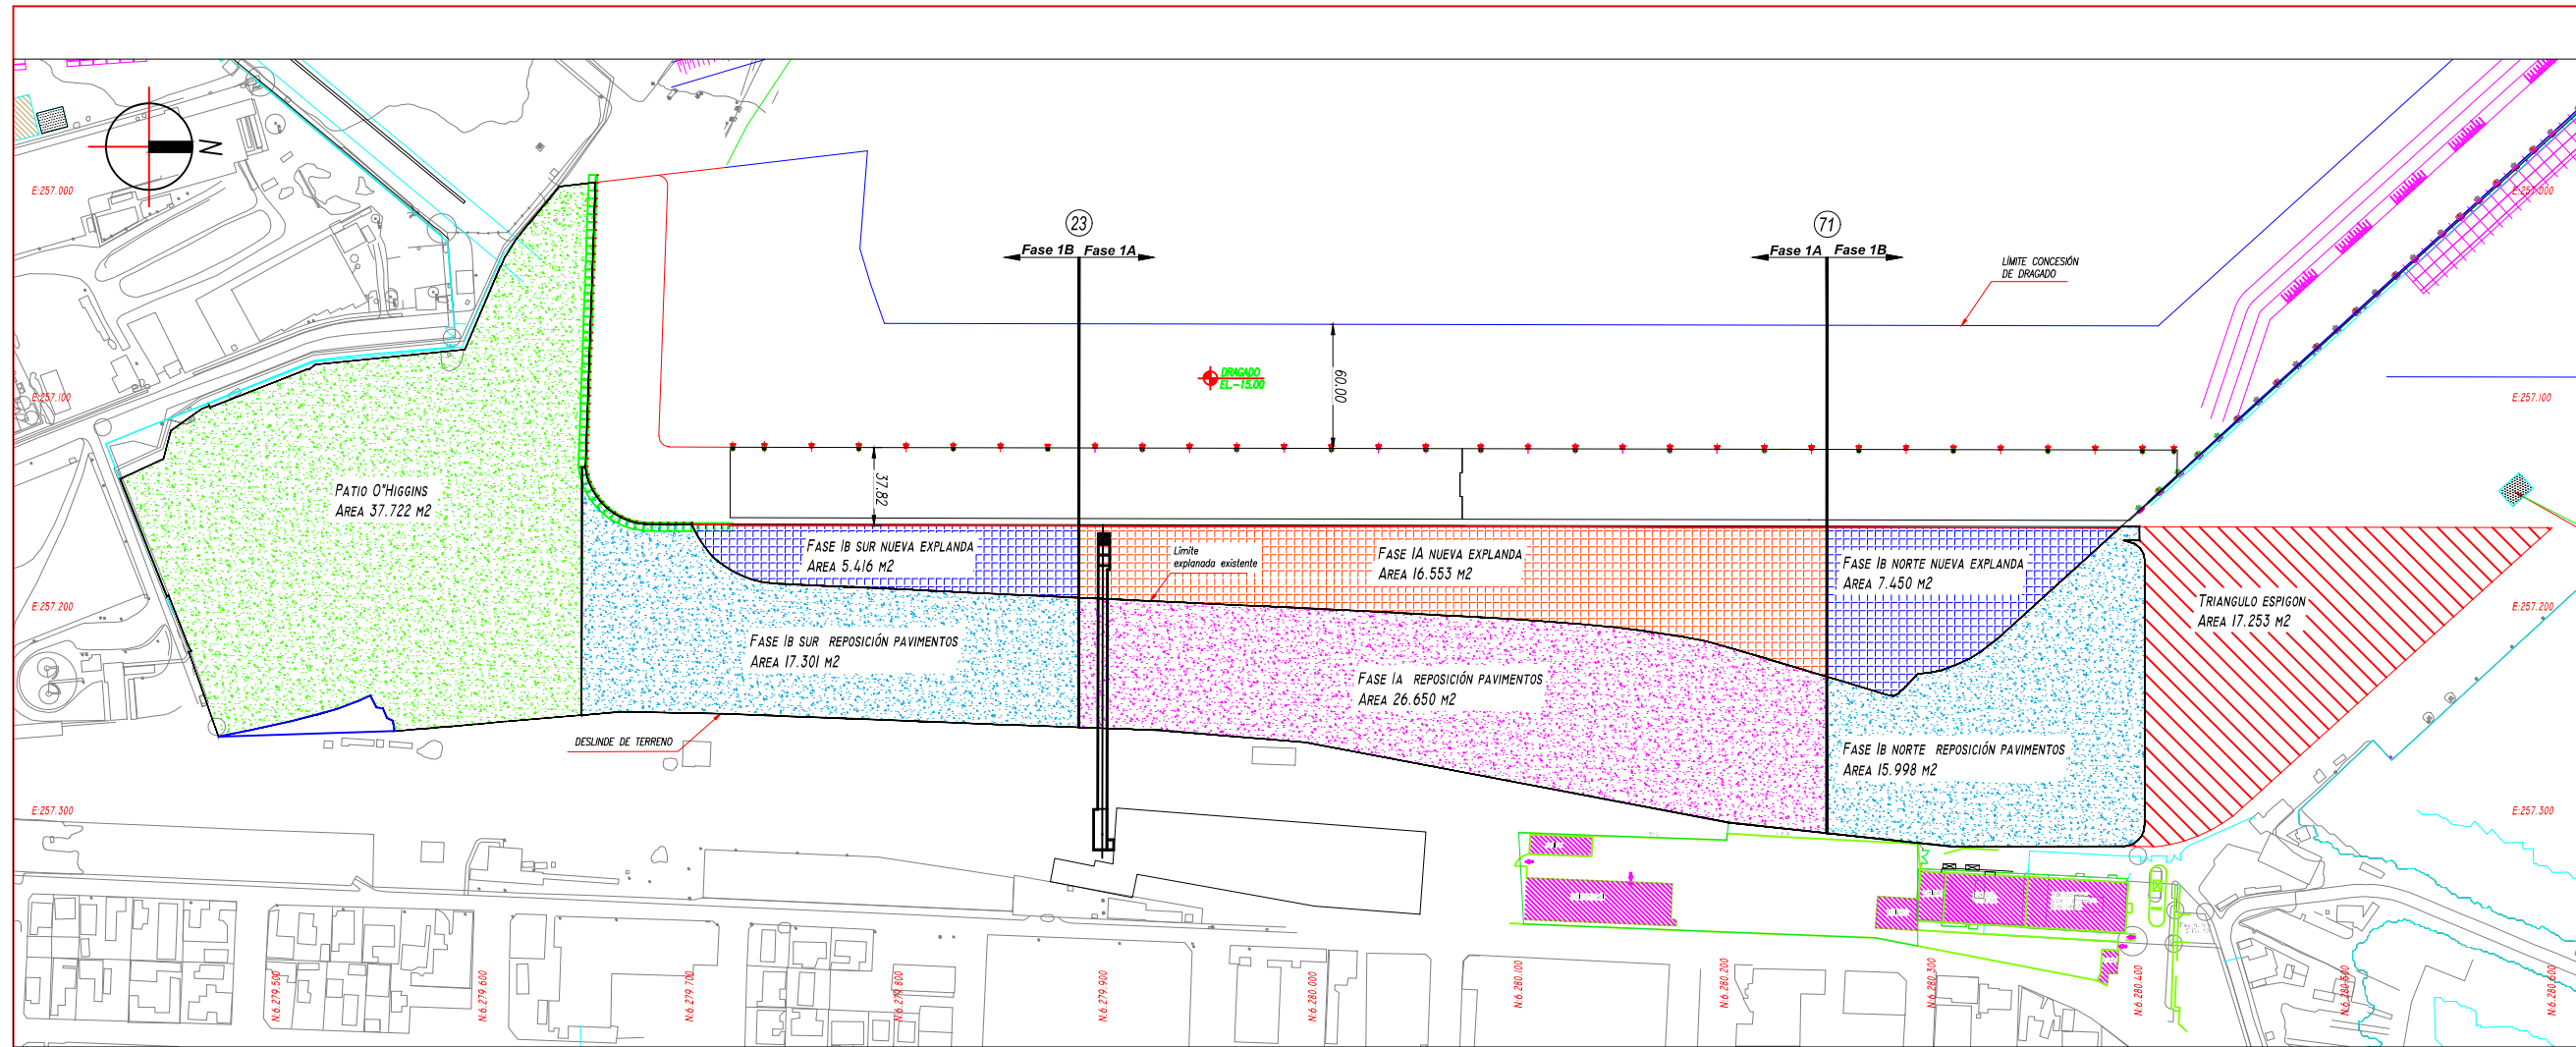 N
E:257.000
E:257.000
23
71
Fase 1B
Fase 1A
Fase 1A
Fase 1B
LÍMITE CONCESIÓN
DE DRAGADO
DRAGADO
EL.-15.00
60.00
E:257.100
E:257.100
37.82
PATIO O"HIGGINS
AREA 37.722 M2
FASE IB SUR NUEVA EXPLANDA
AREA 5.416 M2
Límite
explanada existente
FASE IA NUEVA EXPLANDA
AREA 16.553 M2
FASE IB NORTE NUEVA EXPLANDA
AREA 7.450 M2
TRIANGULO ESPIGON
AREA 17.253 M2
E:257.200
E:257.200
FASE IB SUR REPOSICIÓN PAVIMENTOS
AREA 17.301 M2
FASE IA REPOSICIÓN PAVIMENTOS
AREA 26.650 M2
DESLINDE DE TERRENO
FASE IB NORTE REPOSICIÓN PAVIMENTOS
AREA 15.998 M2
E:257.300
E:257.300
N:6.279.500
N:6.279.600
N:6.279.700
N:6.279.800
N:6.279.900
N:6.280.000
N:6.280.100
N:6.280.200
N:6.280.300
N:6.280.400
N:6.280.500
N:6.280.600